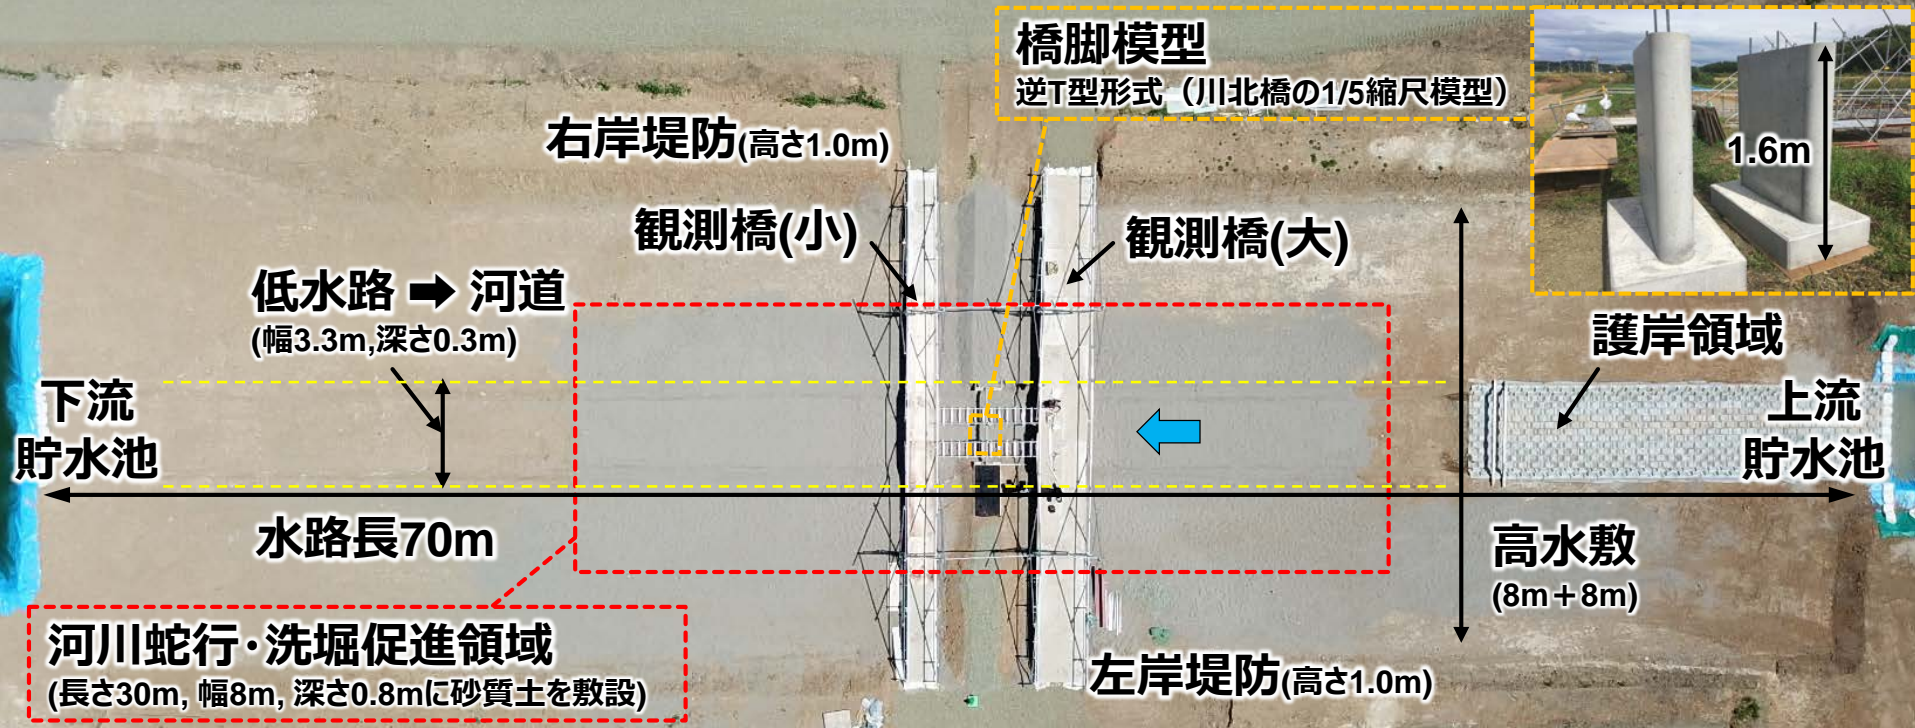 橋脚模型
逆T型形式（川北橋の1/5縮尺模型）
1.6m
右岸堤防(高さ1.0m)
観測橋(小)
観測橋(大)
低水路 ➡ 河道
(幅3.3m,深さ0.3m)
護岸領域
下流
貯水池
上流
貯水池
水路長70m
高水敷
(8m＋8m)
河川蛇行・洗堀促進領域
(長さ30m, 幅8m, 深さ0.8mに砂質土を敷設)
左岸堤防(高さ1.0m)